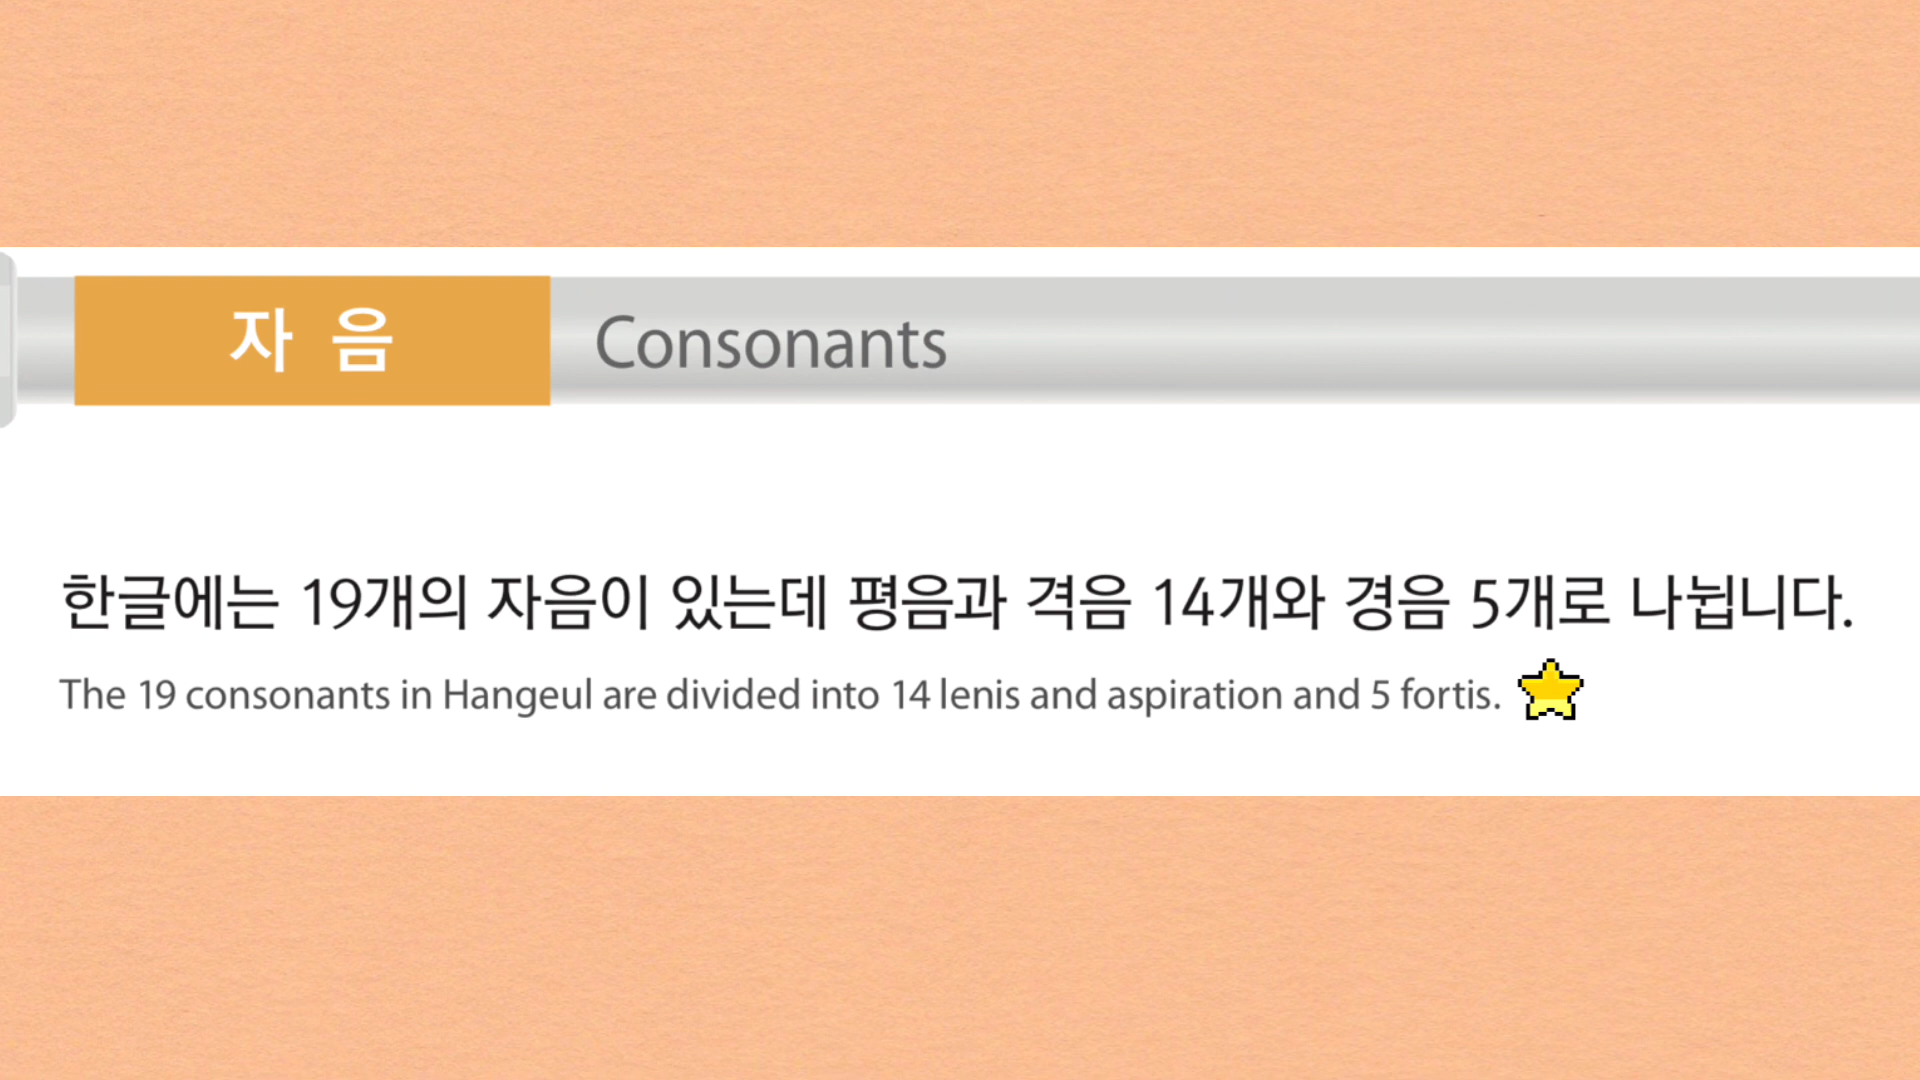 자 음 Consonants
한글에는 19개의 자음이 있는데 평음과 격음 14개와 경음 5개로 나뉩니다.
The 19 consonants in Hangeul are divided into 14 lenis and aspiration and 5 fortis.